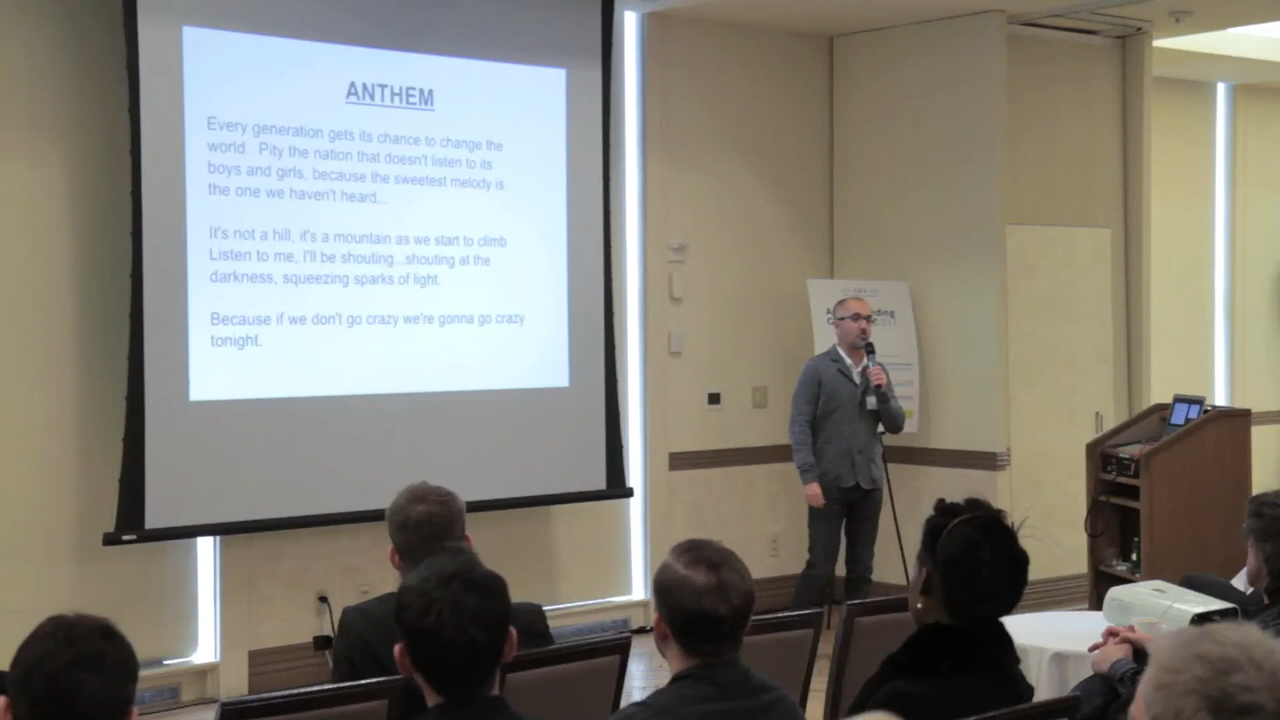 ANTHEM
Every generation gets its chance to change the
world.  Pity the nation that doesn't listen to its
boys and girls, because the sweetest melody is
the one we haven't heard...
It's not a hill, it's a mountain as we start to climb
Listen to me, I'll be shouting...shouting at the
darkness, squeezing sparks of light.
Because if we don't go crazy we're gonna go crazy
tonight.